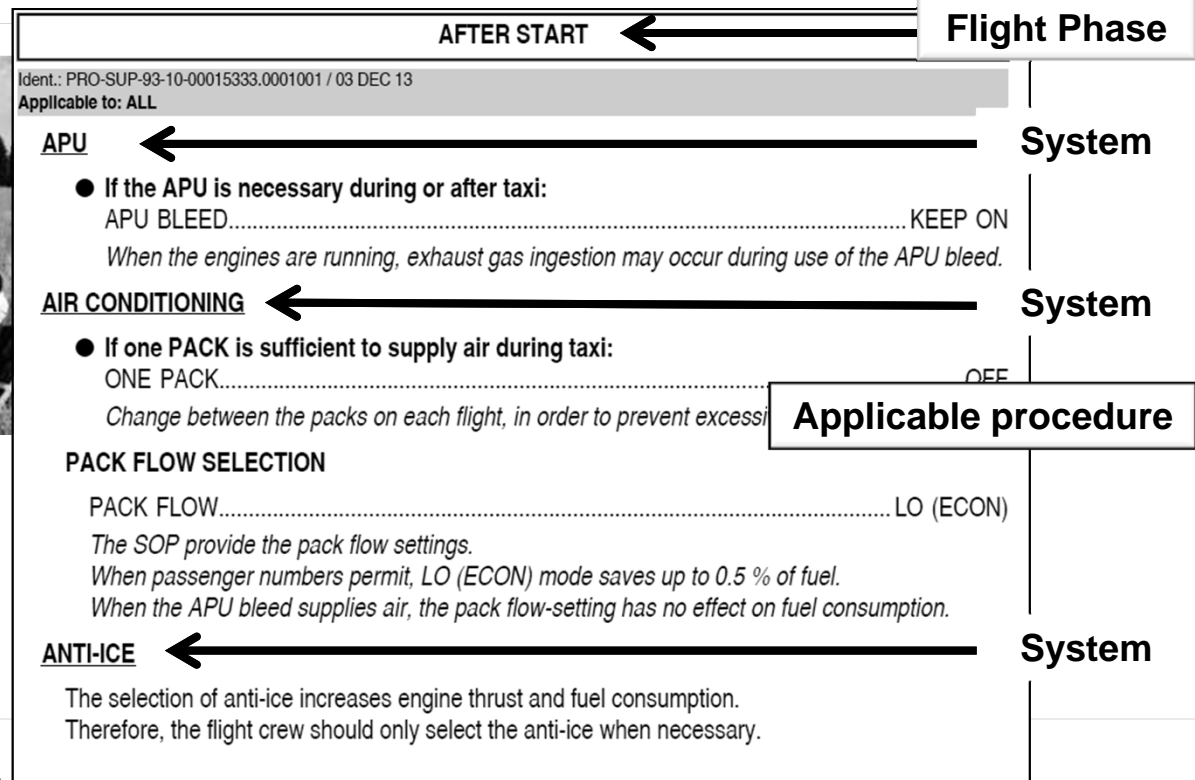 AFTER START
Flight Phase
Ident.: PRO-SUP-93-10-00015333.0001001 / 03 DEC 13
Applicable to: ALL
APU
System
● If the APU is necessary during or after taxi:
APU BLEED.......................................................................................................KEEP ON
When the engines are running, exhaust gas ingestion may occur during use of the APU bleed.
AIR CONDITIONING
System
● If one PACK is sufficient to supply air during taxi:
ONE PACK.......................................................................................................OFF
Change between the packs on each flight, in order to prevent
Applicable procedure
PACK FLOW SELECTION
PACK FLOW.......................................................................................................LO (ECON)
The SOP provide the pack flow settings.
When passenger numbers permit, LO (ECON) mode saves up to 0.5 % of fuel.
When the APU bleed supplies air, the pack flow-setting has no effect on fuel consumption.
ANTI-ICE
System
The selection of anti-ice increases engine thrust and fuel consumption.
Therefore, the flight crew should only select the anti-ice when necessary.